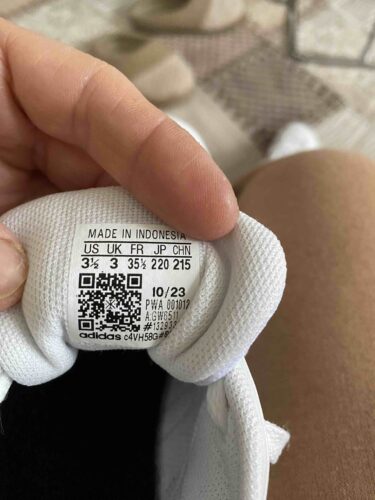 MADE IN INDONESIA
US UK FR JP CHN
3½ 3 35½ 220 215
10/23
PWA 001019
adidas